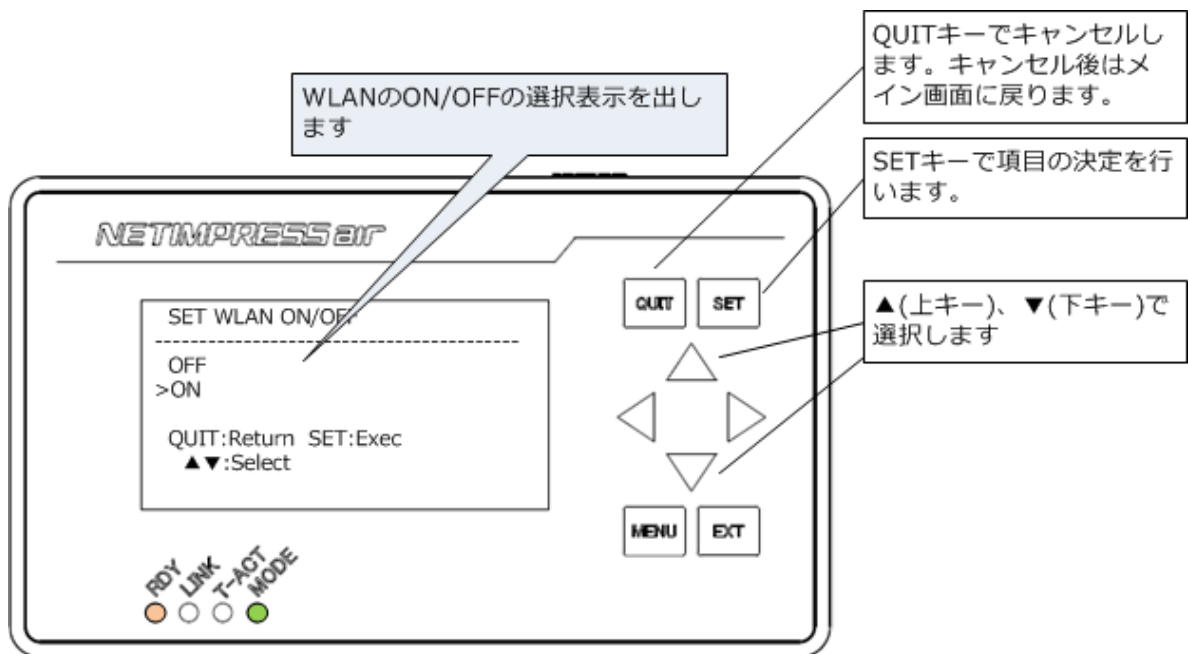 QUITキーでキャンセルし
ます。キャンセル後はメ
イン画面に戻ります。
WLANのON/OFFの選択表示を出し
ます
SETキーで項目の決定を行
います。
NETIMPRESS air
QUIT SET
▲(上キー)、▼(下キー)で
選択します
SET WLAN ON/OFF
------------------------------------
OFF
>ON
QUIT:Return SET:Exec
▲▼:Select
MENU EXT
RDY LINK T-ACT MODE